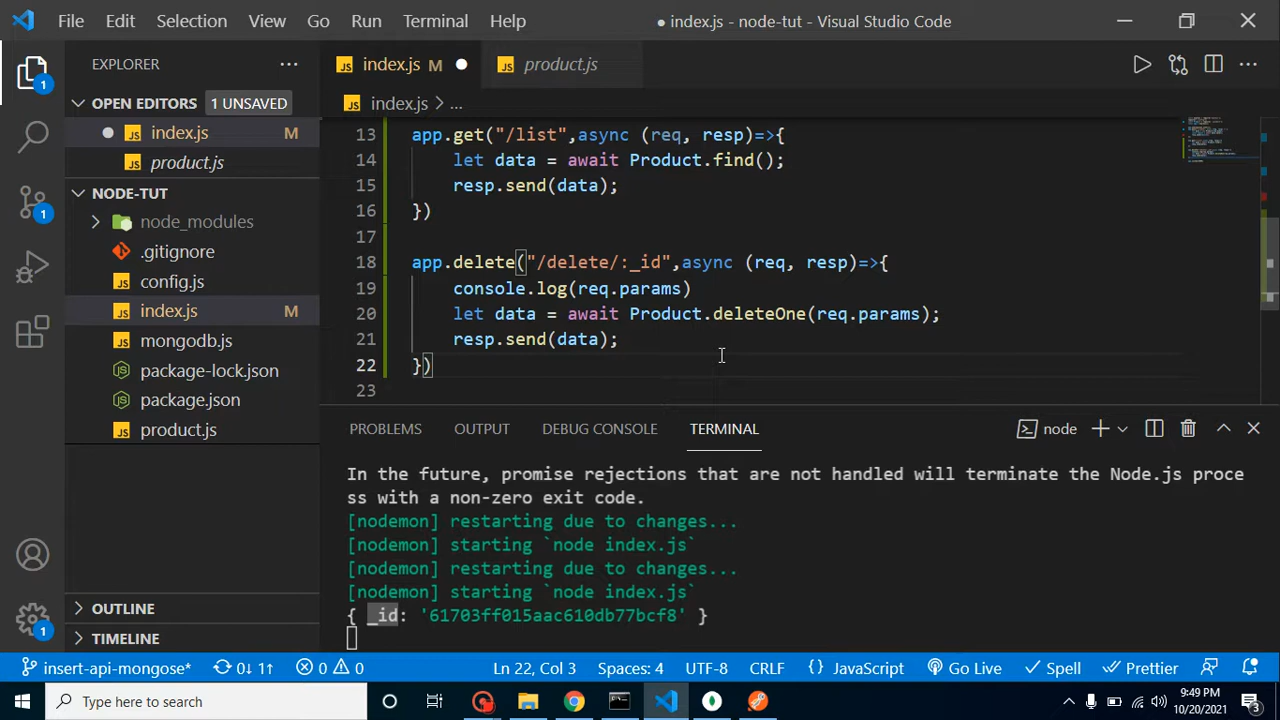 File Edit Selection View Go Run Terminal Help ● index.js - node-tut - Visual Studio Code
EXPLORER
index.js M
product.js
OPEN EDITORS 1 UNSAVED
index.js > ...
index.js M
product.js
NODE-TUT
node_modules
.gitignore
config.js
index.js M
mongodb.js
package-lock.json
package.json
product.js
OUTLINE
TIMELINE
1
1
1
13 app.get("/list",async (req, resp)=>{
14 let data = await Product.find();
15 resp.send(data);
16 })
17
18 app.delete("/delete/:_id",async (req, resp)=>{
19 console.log(req.params)
20 let data = await Product.deleteOne(req.params);
21 resp.send(data);
22 })
23
PROBLEMS OUTPUT DEBUG CONSOLE TERMINAL node
In the future, promise rejections that are not handled will terminate the Node.js proce
ss with a non-zero exit code.
[nodemon] restarting due to changes...
[nodemon] starting `node index.js`
[nodemon] restarting due to changes...
[nodemon] starting `node index.js`
{ _id: '61703ff015aac610db77bcf8' }
insert-api-mongose* 0↓ 1↑ 0 0 Ln 22, Col 3 Spaces: 4 UTF-8 CRLF {} JavaScript Go Live Spell Prettier
Type here to search
9:49 PM
10/20/2021
3